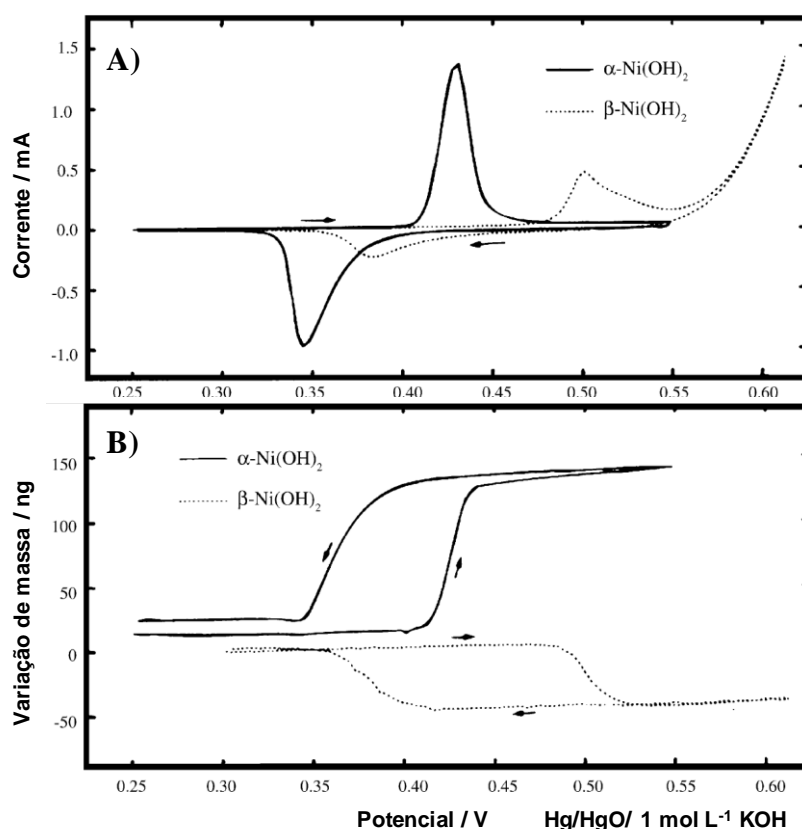 A)
α-Ni(OH)2
β-Ni(OH)2
1.5
1.0
0.5
0.0
-0.5
-1.0
Corrente / mA
0.25 0.30 0.35 0.40 0.45 0.50 0.55 0.60
B)
α-Ni(OH)2
β-Ni(OH)2
150
100
50
0
-50
Variação de massa / ng
0.25 0.30 0.35 0.40 0.45 0.50 0.55 0.60
Potencial / V Hg/HgO/ 1 mol L-1 KOH